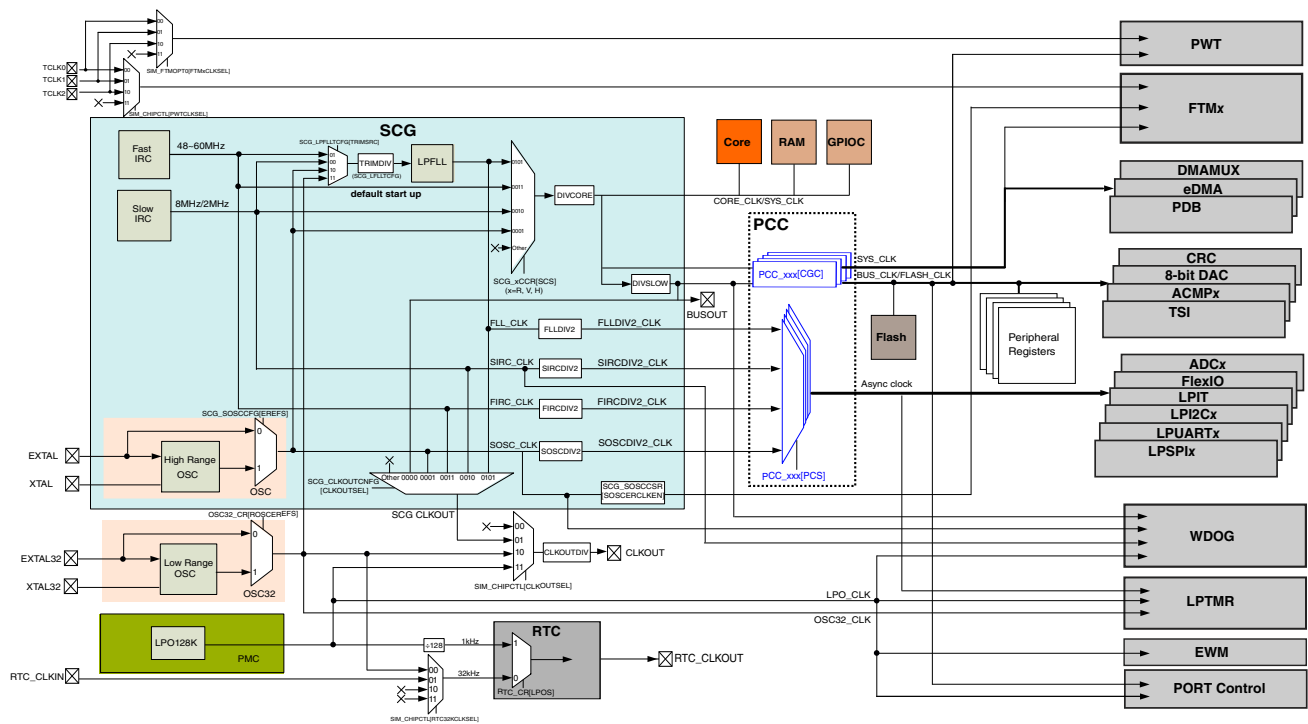 00
01
10
11
SIM_FTMOPT0[FTMxCLKSEL]
TCLK0
TCLK1
TCLK2
00
01
10
11
SIM_CHIPCTL[PWTCLKSEL]
PWT
FTMx
SCG
Fast
IRC
48~60MHz
Slow
IRC
8MHz/2MHz
SCG_LPFLLTCFG[TRIMSRC]
01
00
10
11
TRIMDIV
(SCG_LPFLLTCFG)
LPFLL
default start up
0101
0011
0010
0001
Other
SCG_xCCR[SCS]
(x=R, V, H)
DIVCORE
DIVSLOW
BUSOUT
Core
RAM
GPIOC
CORE_CLK/SYS_CLK
PCC
PCC_xxx[CGC]
SYS_CLK
BUS_CLK/FLASH_CLK
DMAMUX
eDMA
PDB
CRC
8-bit DAC
ACMPx
TSI
Flash
Peripheral
Registers
FLL_CLK
FLLDIV2
FLLDIV2_CLK
SIRC_CLK
SIRCDIV2
SIRCDIV2_CLK
FIRC_CLK
FIRCDIV2
FIRCDIV2_CLK
SOSC_CLK
SOSCDIV2
SOSCDIV2_CLK
Async clock
PCC_xxx[PCS]
ADCx
FlexIO
LPIT
LPI2Cx
LPUARTx
LPSPIx
SCG_SOSCCFG[EREFS]
0
1
EXTAL
XTAL
High Range
OSC
OSC
Other 0000 0001 0011 0010 0101
SCG_CLKOUTCNFG
[CLKOUTSEL]
SCG CLKOUT
SCG_SOSCCSR
[SOSCERCLKEN]
OSC32_CR[ROSCEREFS]
0
1
EXTAL32
XTAL32
Low Range
OSC
OSC32
00
01
10
11
SIM_CHIPCTL[CLKOUTSEL]
CLKOUTDIV
CLKOUT
WDOG
LPO_CLK
OSC32_CLK
LPTMR
LPO128K
PMC
÷128
1kHz
RTC
1
0
RTC_CR[LPOS]
RTC_CLKOUT
RTC_CLKIN
00
01
10
11
32kHz
SIM_CHIPCTL[RTC32KCLKSEL]
EWM
PORT Control